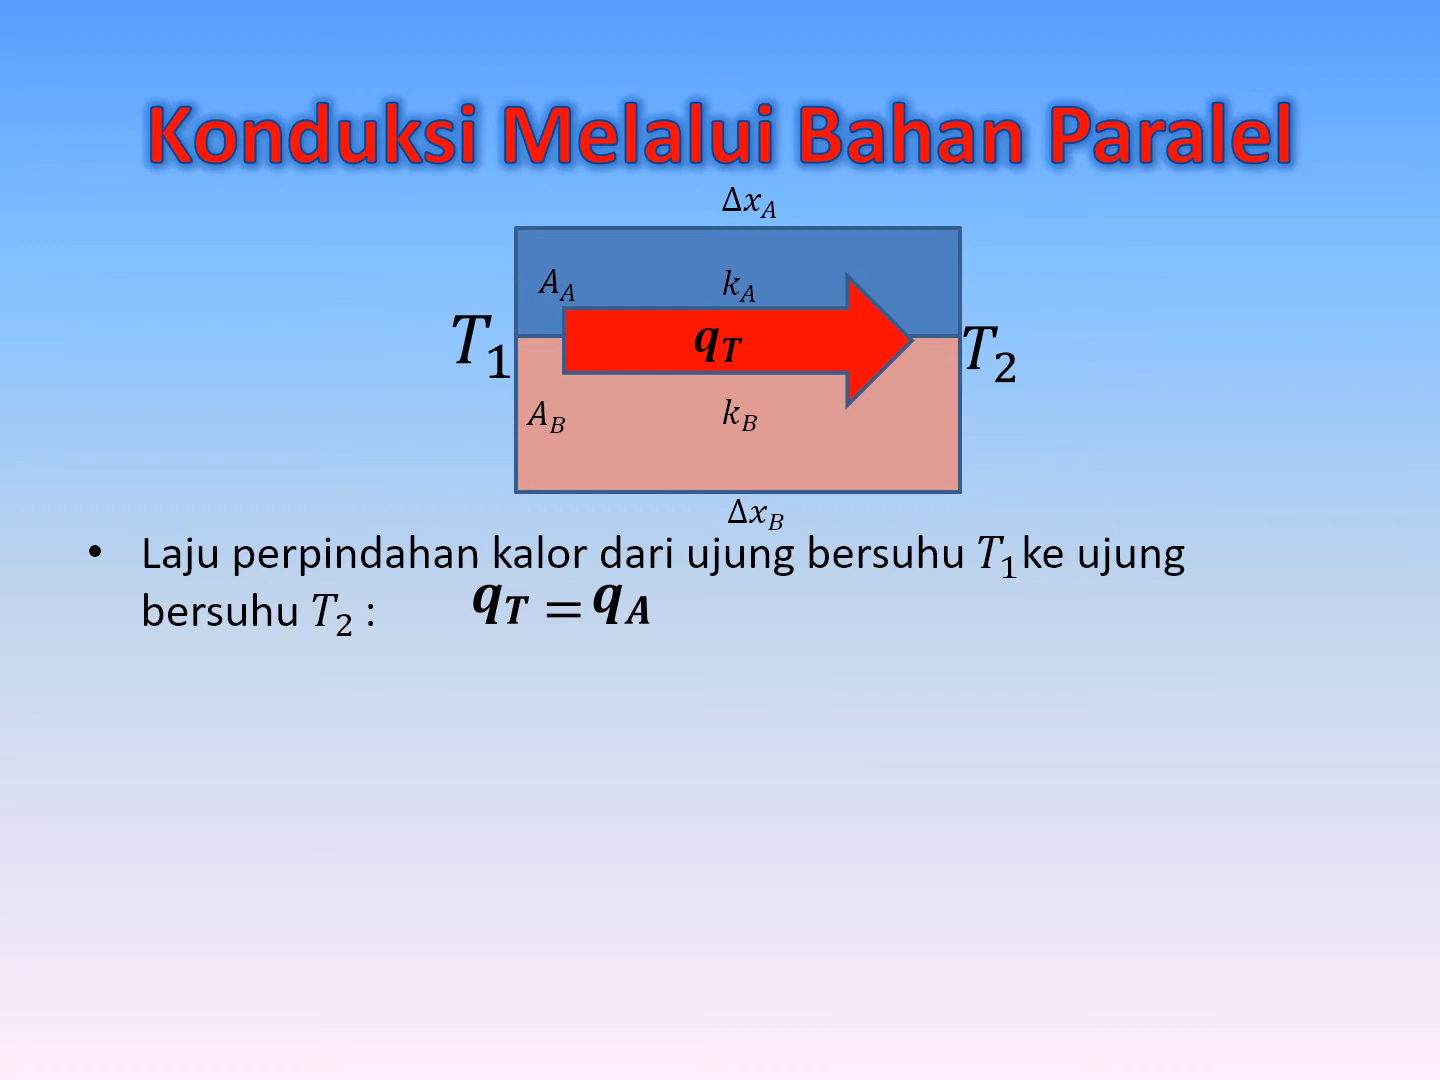 Konduksi Melalui Bahan Paralel
Δx_A
A_A k_A
T_1 q_T T_2
A_B k_B
Δx_B
• Laju perpindahan kalor dari ujung bersuhu T_1 ke ujung
bersuhu T_2 : q_T = q_A